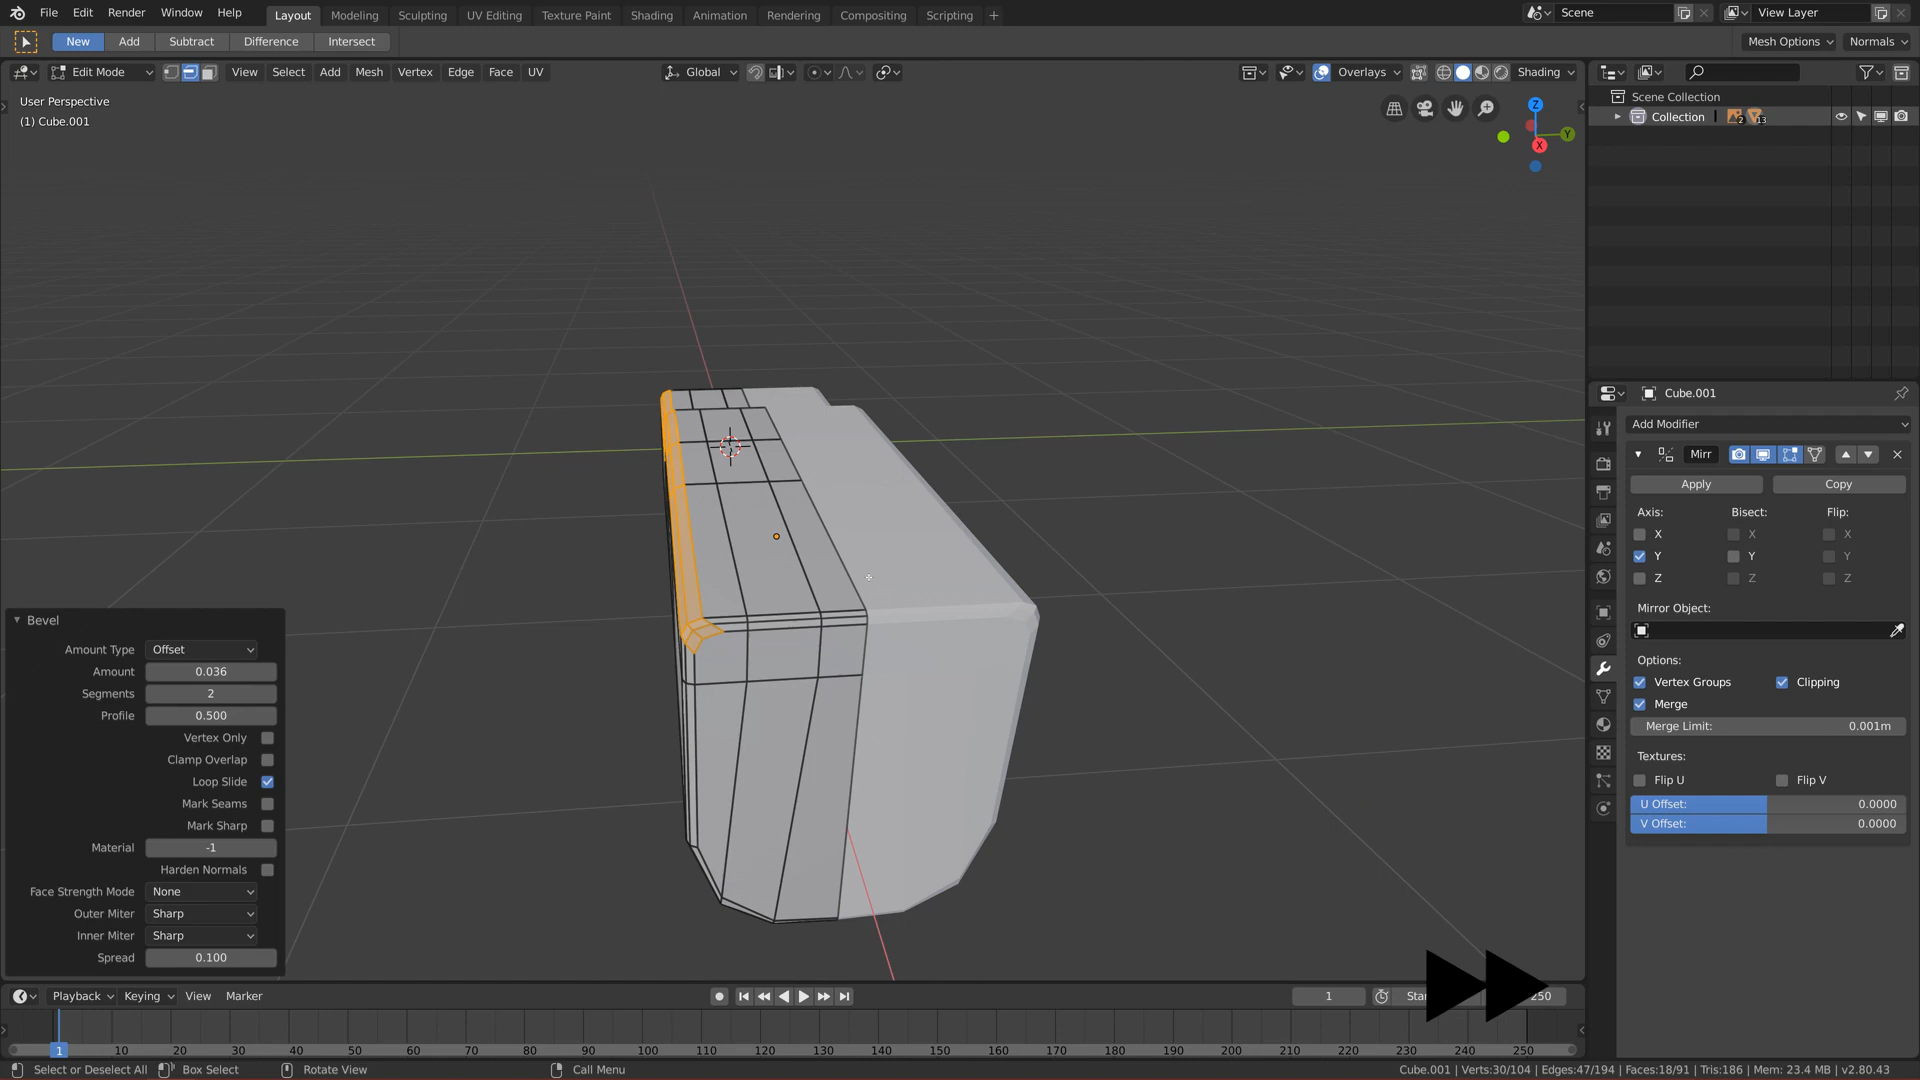 File Edit Render Window Help Layout Modeling Sculpting UV Editing Texture Paint Shading Animation Rendering Compositing Scripting + Scene View Layer
New Add Subtract Difference Intersect Mesh Options Normals
Edit Mode View Select Add Mesh Vertex Edge Face UV Global Overlays Shading
User Perspective
(1) Cube.001
Z
Y
X
Scene Collection
Collection 2 13
Cube.001
Add Modifier
Mirr
Apply Copy
Axis: Bisect: Flip:
X X X
Y Y Y
Z Z Z
Mirror Object:
Options:
Vertex Groups Clipping
Merge
Merge Limit: 0.001m
Textures:
Flip U Flip V
U Offset: 0.0000
V Offset: 0.0000
Bevel
Amount Type Offset
Amount 0.036
Segments 2
Profile 0.500
Vertex Only
Clamp Overlap
Loop Slide
Mark Seams
Mark Sharp
Material -1
Harden Normals
Face Strength Mode None
Outer Miter Sharp
Inner Miter Sharp
Spread 0.100
Playback Keying View Marker 1 250
1 10 20 30 40 50 60 70 80 90 100 110 120 130 140 150 160 170 180 190 200 210 220 230 240 250
Select or Deselect All Box Select Rotate View Call Menu Cube.001 | Verts:30/104 | Edges:47/194 | Faces:18/91 | Tris:186 | Mem: 23.4 MB | v2.80.43